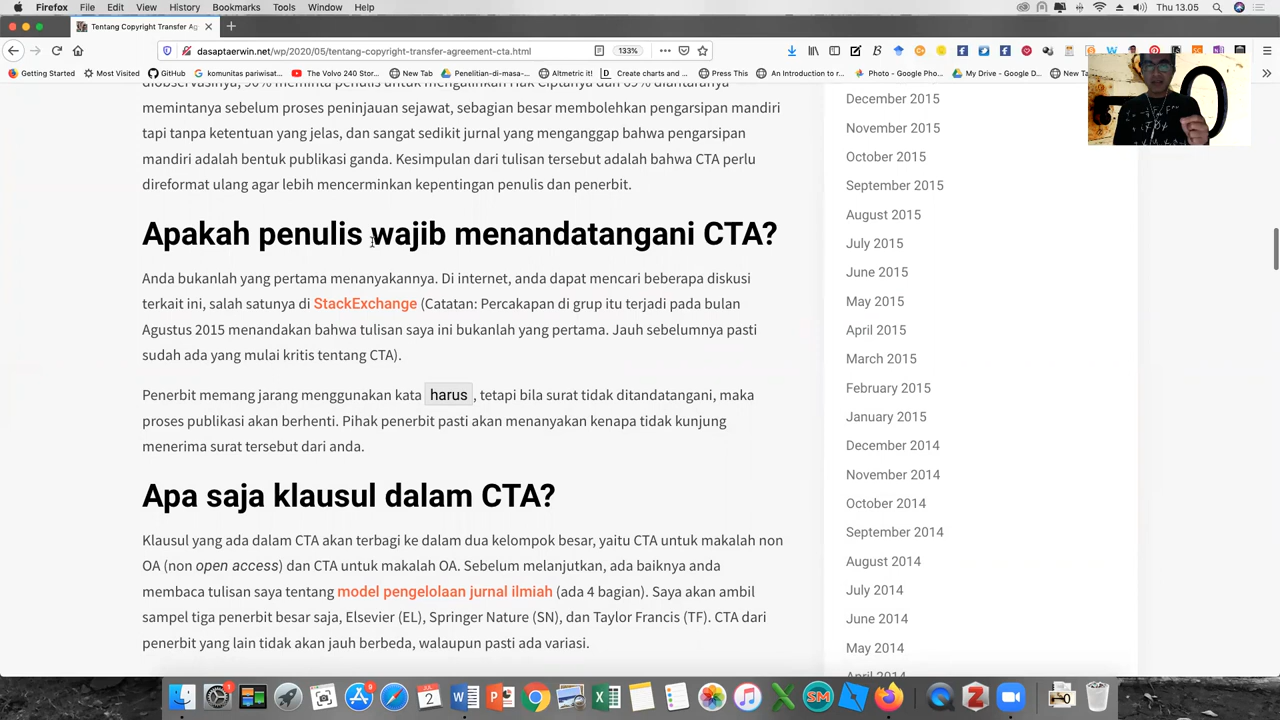 Firefox File Edit View History Bookmarks Tools Window Help Thu 13.05
Tentang Copyright Transfer Ag
dasaptaerwin.net/wp/2020/05/tentang-copyright-transfer-agreement-cta.html 133%
Getting Started Most Visited GitHub komunitas pariwisat... The Volvo 240 Stor... New Tab Penelitian-di-masa-... Altmetric it! Create charts and ... Press This An Introduction to r... Photo - Google D... My Drive - Google D... New Ta
memintanya sebelum proses peninjauan sejawat, sebagian besar membolehkan pengarsipan mandiri
tapi tanpa ketentuan yang jelas, dan sangat sedikit jurnal yang menganggap bahwa pengarsipan
mandiri adalah bentuk publikasi ganda. Kesimpulan dari tulisan tersebut adalah bahwa CTA perlu
direformat ulang agar lebih mencerminkan kepentingan penulis dan penerbit.
Apakah penulis wajib menandatangani CTA?
Anda bukanlah yang pertama menanyakannya. Di internet, anda dapat mencari beberapa diskusi
terkait ini, salah satunya di StackExchange (Catatan: Percakapan di grup itu terjadi pada bulan
Agustus 2015 menandakan bahwa tulisan saya ini bukanlah yang pertama. Jauh sebelumnya pasti
sudah ada yang mulai kritis tentang CTA).
Penerbit memang jarang menggunakan kata harus, tetapi bila surat tidak ditandatangani, maka
proses publikasi akan berhenti. Pihak penerbit pasti akan menanyakan kenapa tidak kunjung
menerima surat tersebut dari anda.
Apa saja klausul dalam CTA?
Klausul yang ada dalam CTA akan terbagi ke dalam dua kelompok besar, yaitu CTA untuk makalah non
OA (non open access) dan CTA untuk makalah OA. Sebelum melanjutkan, ada baiknya anda
membaca tulisan saya tentang model pengelolaan jurnal ilmiah (ada 4 bagian). Saya akan ambil
sampel tiga penerbit besar saja, Elsevier (EL), Springer Nature (SN), dan Taylor Francis (TF). CTA dari
penerbit yang lain tidak akan jauh berbeda, walaupun pasti ada variasi.
December 2015
November 2015
October 2015
September 2015
August 2015
July 2015
June 2015
May 2015
April 2015
March 2015
February 2015
January 2015
December 2014
November 2014
October 2014
September 2014
August 2014
July 2014
June 2014
May 2014